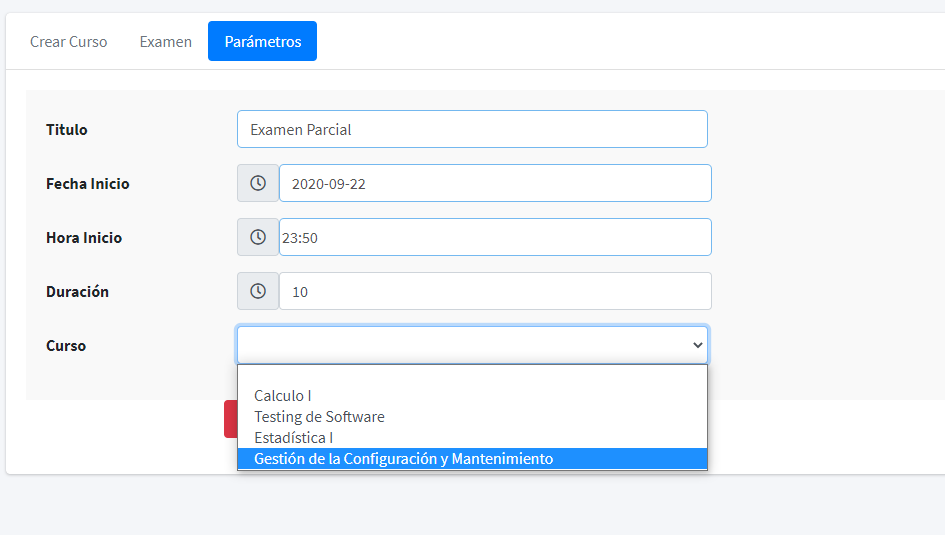 Crear Curso Examen Parámetros
Titulo Examen Parcial
Fecha Inicio 2020-09-22
Hora Inicio 23:50
Duración 10
Curso
Calculo I
Testing de Software
Estadística I
Gestión de la Configuración y Mantenimiento